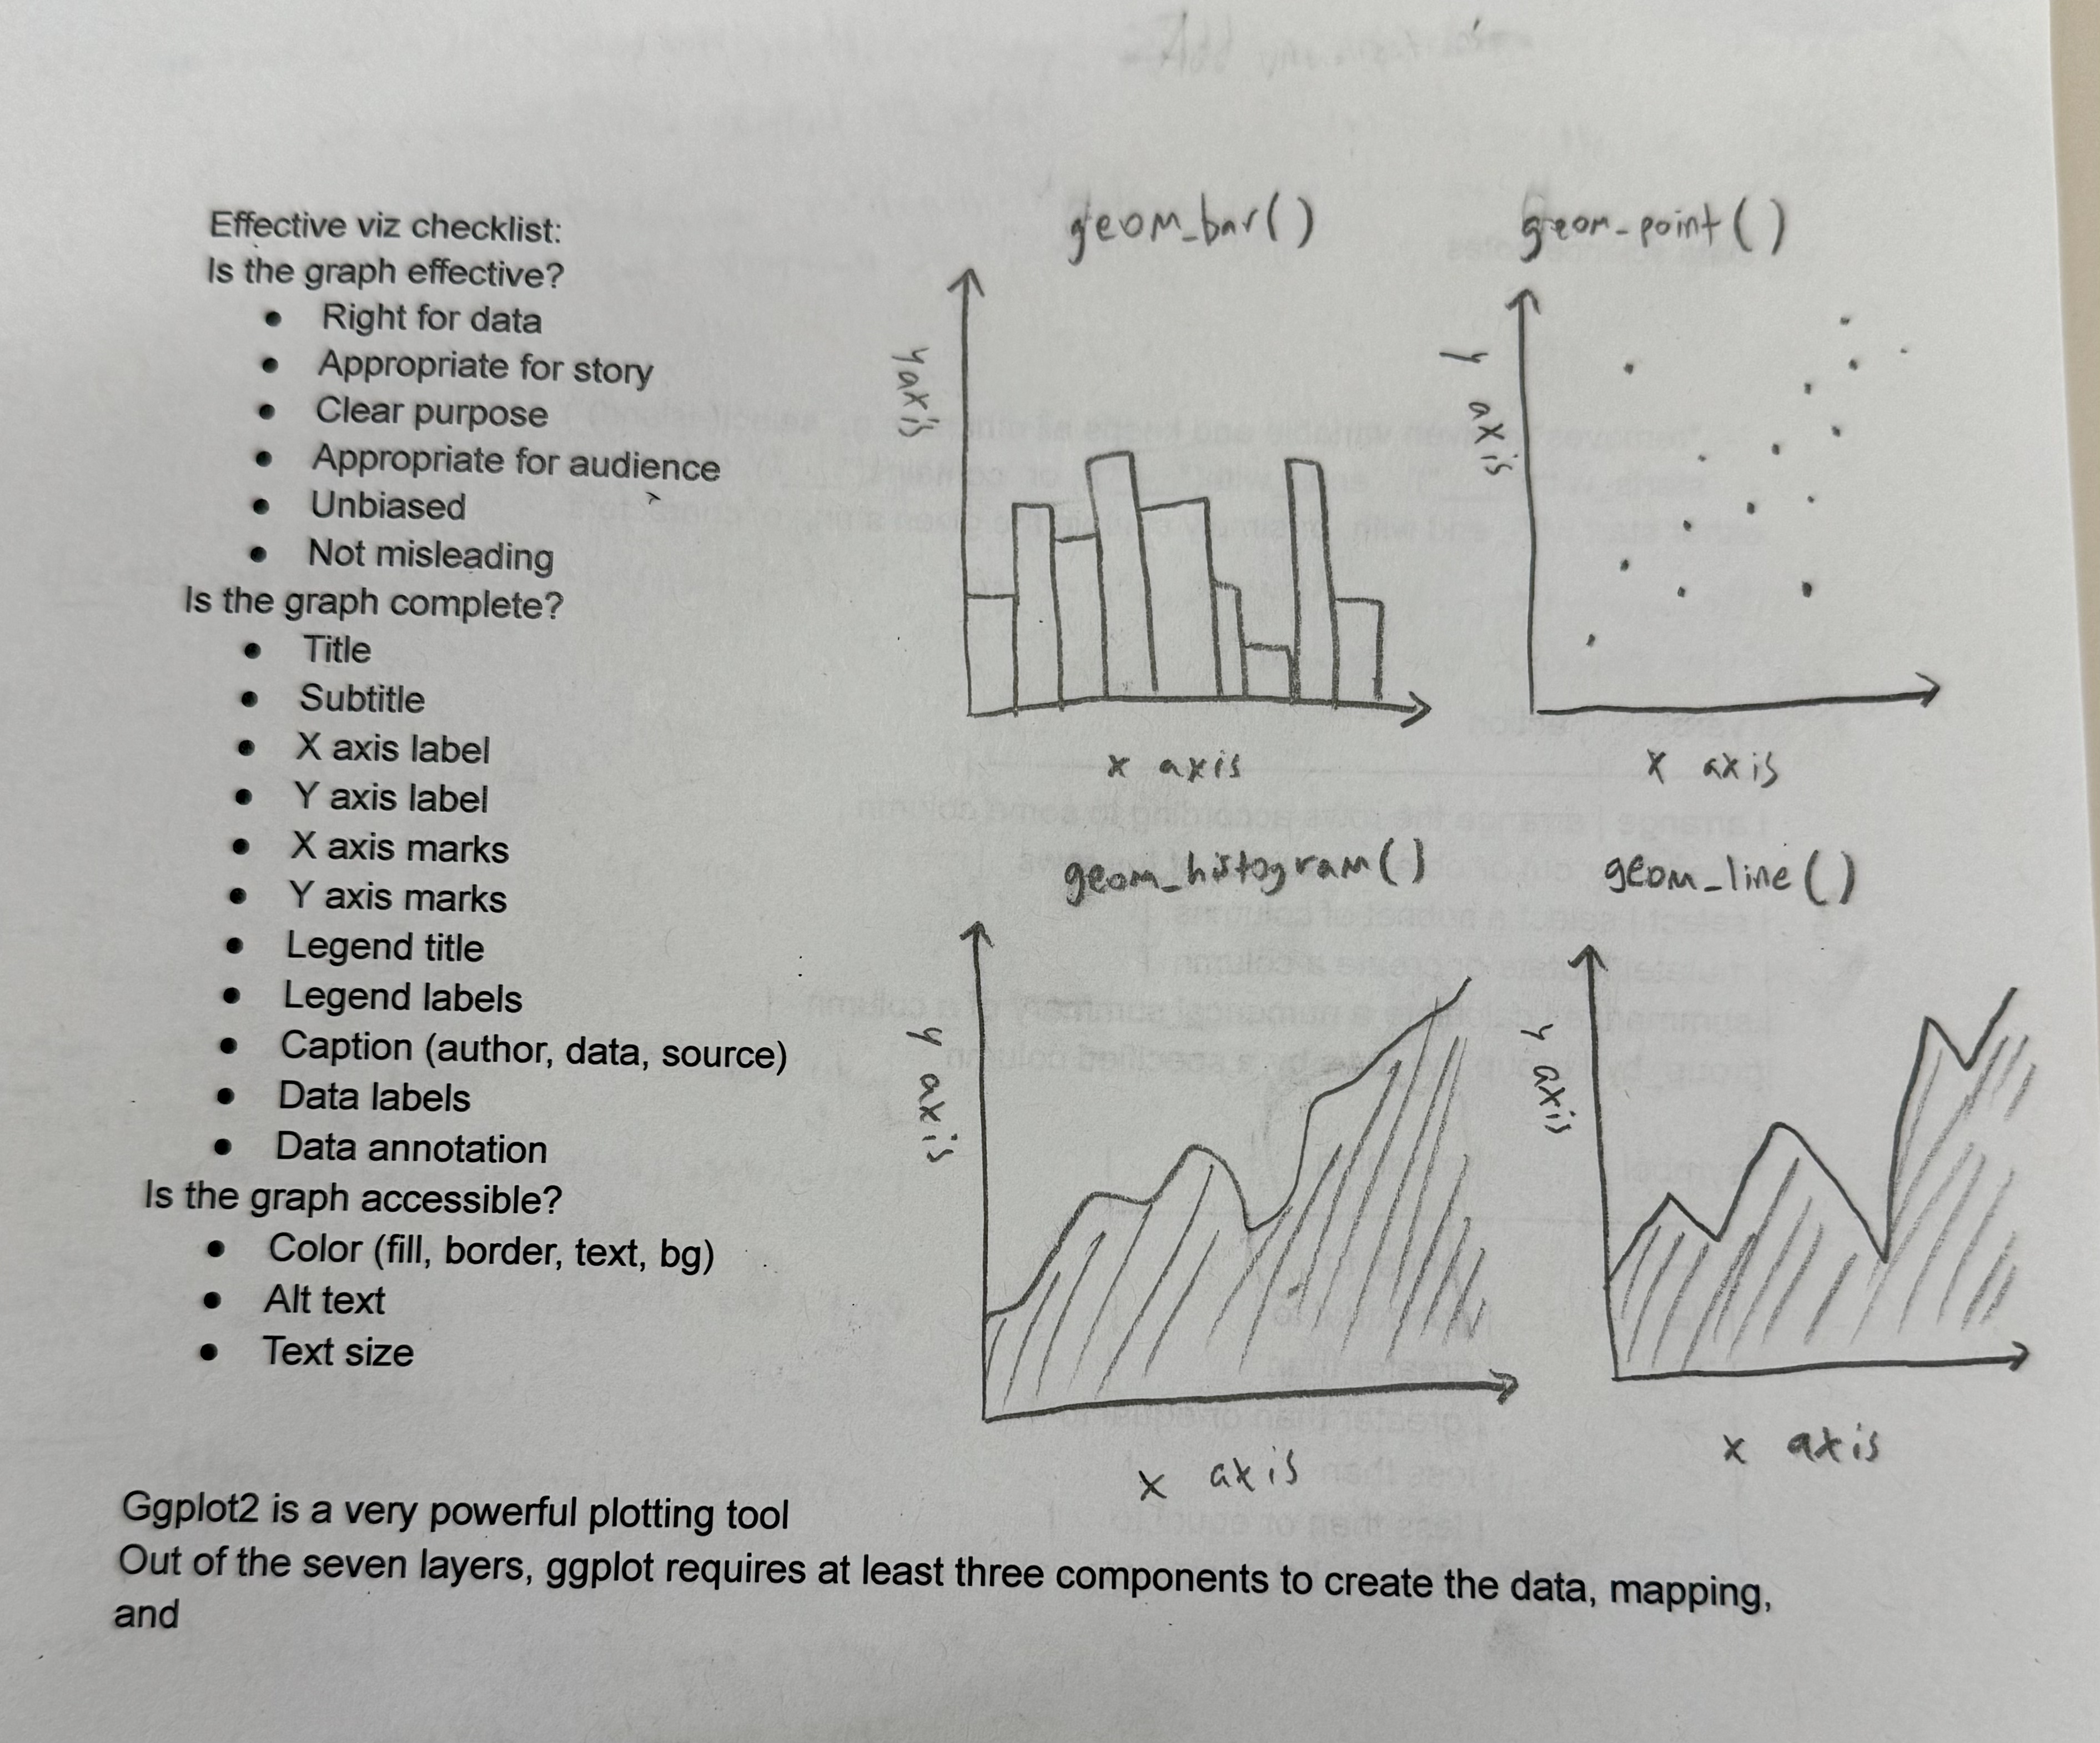 Effective viz checklist:
Is the graph effective?
• Right for data
• Appropriate for story
• Clear purpose
• Appropriate for audience
• Unbiased
• Not misleading
Is the graph complete?
• Title
• Subtitle
• X axis label
• Y axis label
• X axis marks
• Y axis marks
• Legend title
• Legend labels
• Caption (author, data, source)
• Data labels
• Data annotation
Is the graph accessible?
• Color (fill, border, text, bg)
• Alt text
• Text size
geom_bar()
y axis
x axis
geom_point()
y axis
x axis
geom_histogram()
y axis
x axis
geom_line()
y axis
x axis
Ggplot2 is a very powerful plotting tool
Out of the seven layers, ggplot requires at least three components to create the data, mapping,
and